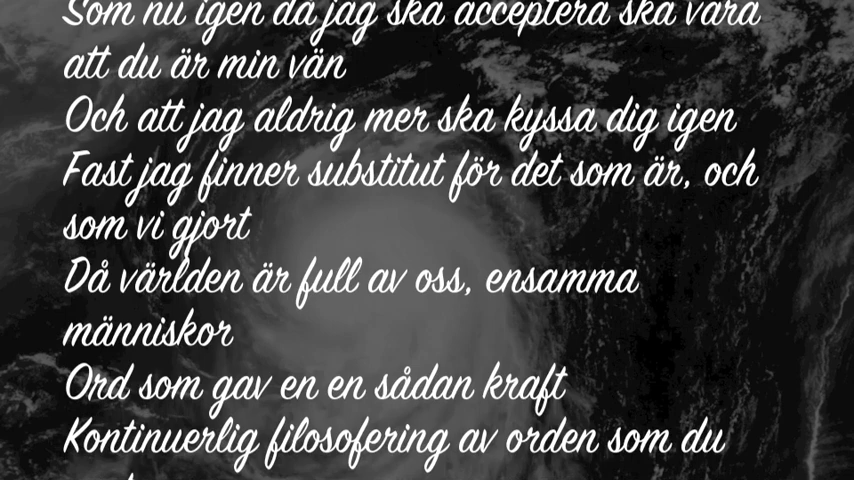 Som nu igen då jag ska acceptera ska vara
att du är min vän
Och att jag aldrig mer ska kyssa dig igen
Fast jag finner substitut för det som är, och
som vi gjort
Då världen är full av oss, ensamma
människor
Ord som gav en en sådan kraft
Kontinuerlig filosofering av orden som du